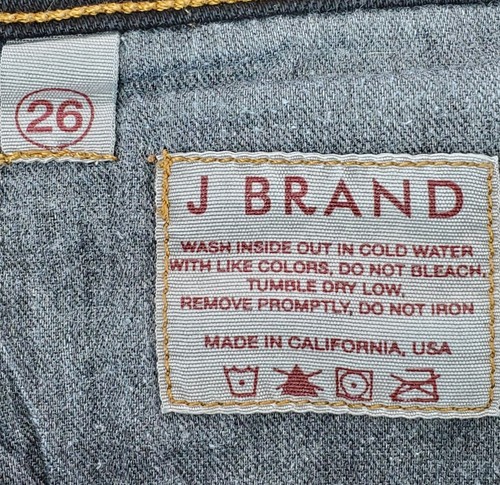 26
J BRAND
WASH INSIDE OUT IN COLD WATER
WITH LIKE COLORS, DO NOT BLEACH,
TUMBLE DRY LOW,
REMOVE PROMPTLY, DO NOT IRON
MADE IN CALIFORNIA, USA